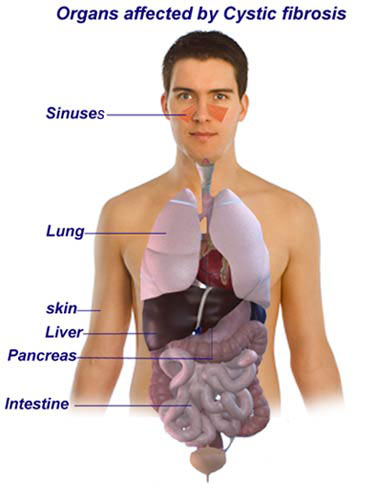 Organs affected by Cystic fibrosis
Sinuses
Lung
skin
Liver
Pancreas
Intestine